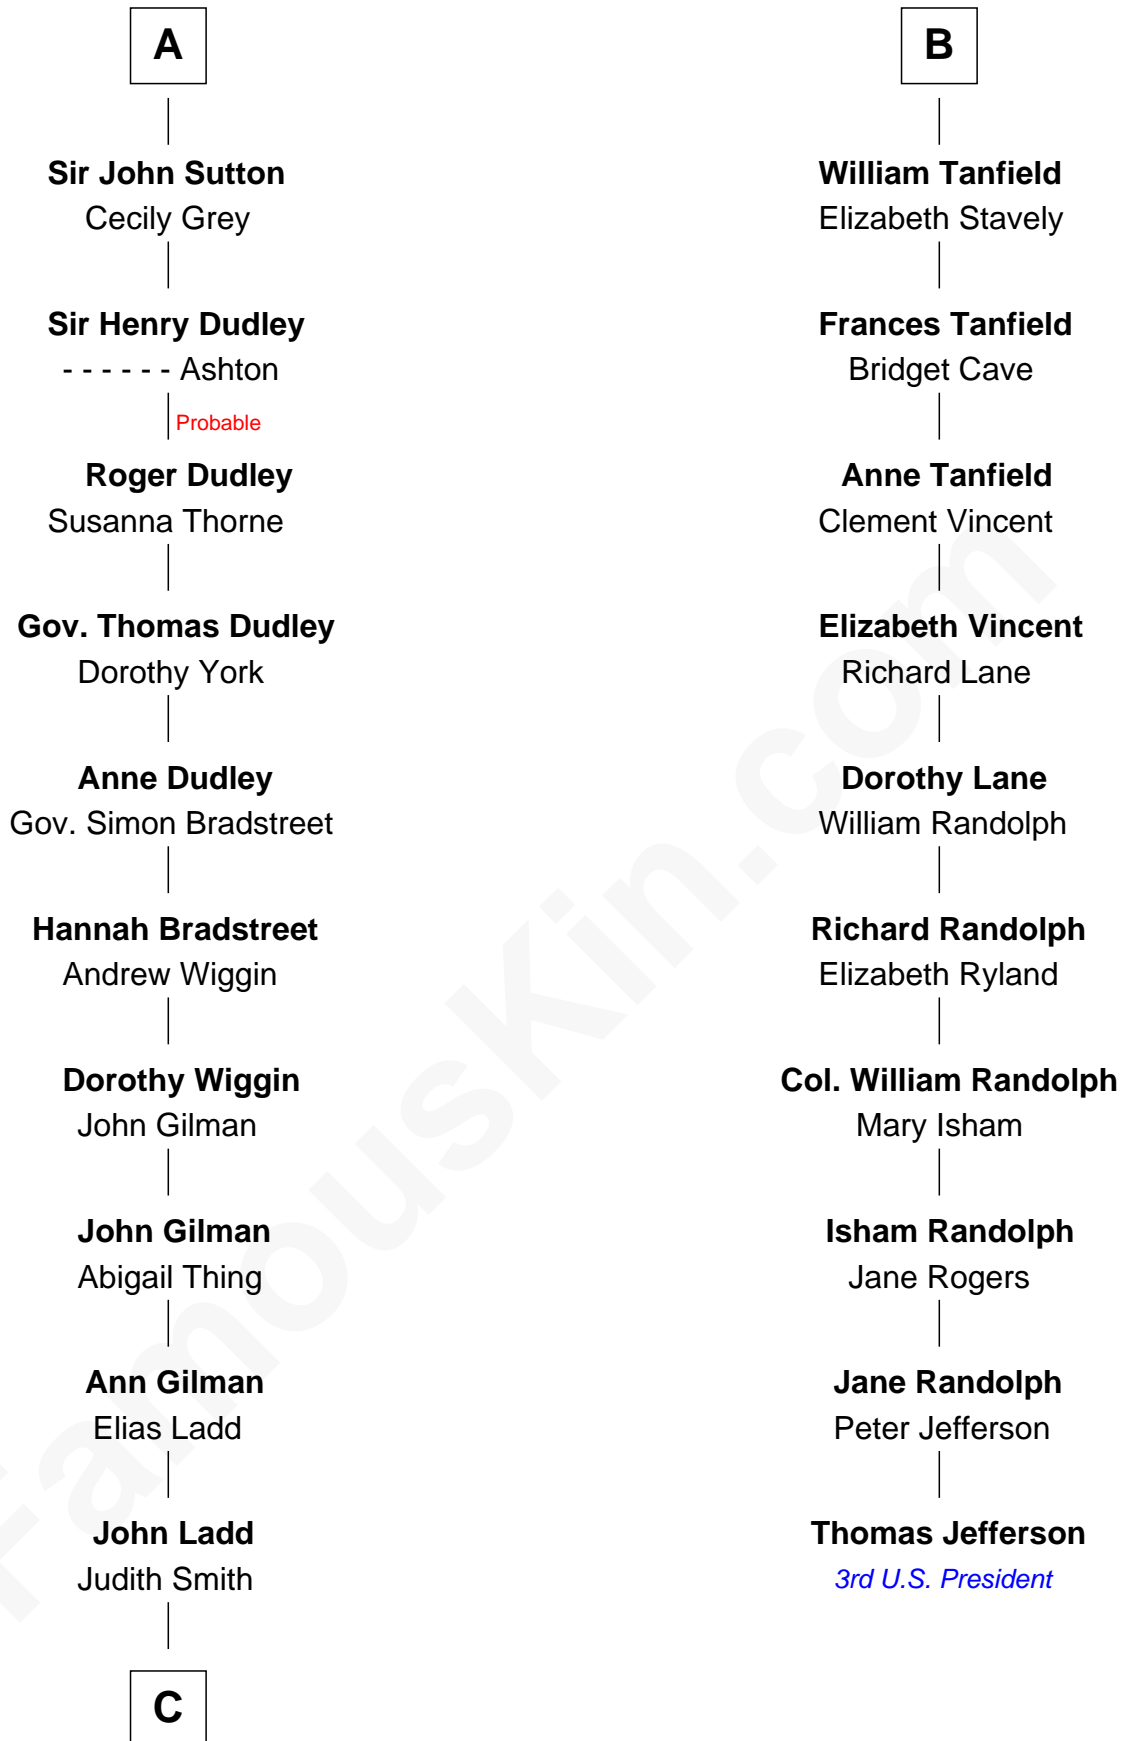 A
Sir John Sutton
Cecily Grey
Sir Henry Dudley
- - - - - - Ashton
Probable
Roger Dudley
Susanna Thorne
Gov. Thomas Dudley
Dorothy York
Anne Dudley
Gov. Simon Bradstreet
Hannah Bradstreet
Andrew Wiggin
Dorothy Wiggin
John Gilman
John Gilman
Abigail Thing
Ann Gilman
Elias Ladd
John Ladd
Judith Smith
C
B
William Tanfield
Elizabeth Stavely
Frances Tanfield
Bridget Cave
Anne Tanfield
Clement Vincent
Elizabeth Vincent
Richard Lane
Dorothy Lane
William Randolph
Richard Randolph
Elizabeth Ryland
Col. William Randolph
Mary Isham
Isham Randolph
Jane Rogers
Jane Randolph
Peter Jefferson
Thomas Jefferson
3rd U.S. President
FamousKin.com